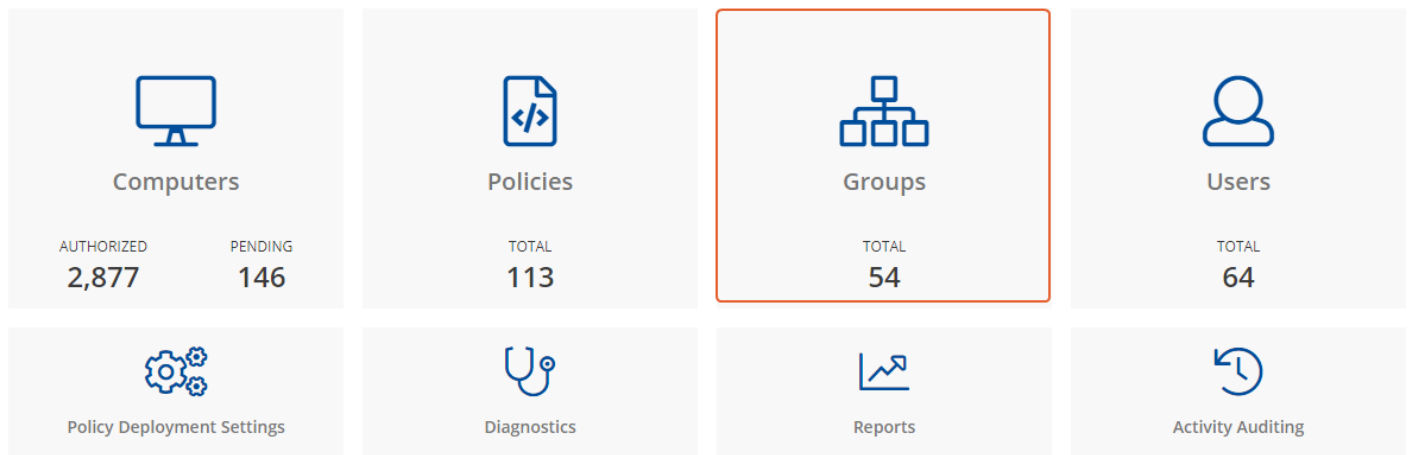 Computers
AUTHORIZED PENDING
2,877 146
Policies
TOTAL
113
Groups
TOTAL
54
Users
TOTAL
64
Policy Deployment Settings
Diagnostics
Reports
Activity Auditing